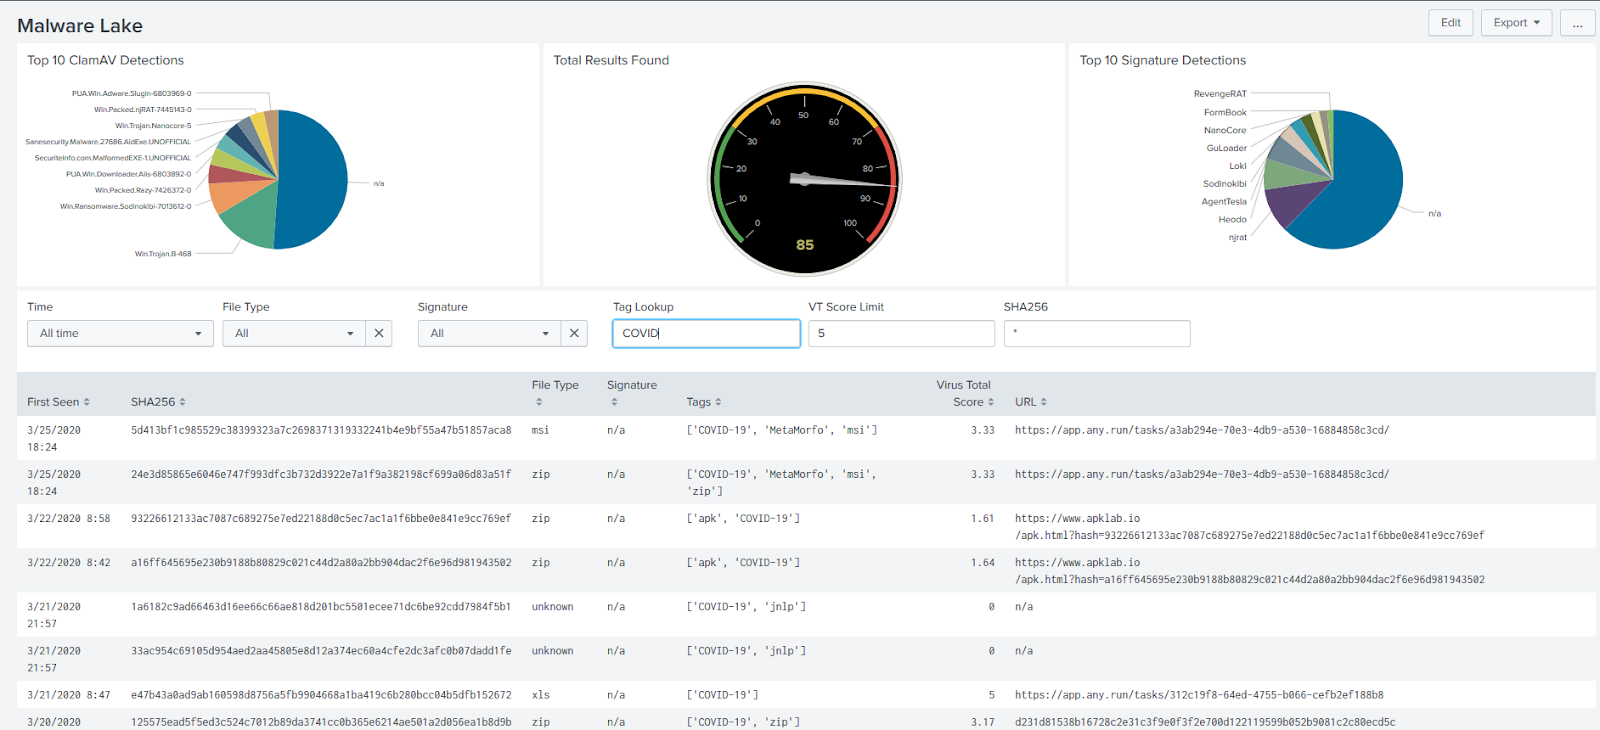 Malware Lake
Edit
Export
...
Top 10 ClamAV Detections
PUA.Win.Adware.Slugin-6803969-0
Win.Packed.njRAT-7445143-0
Win.Trojan.Nanocore-5
Sanesecurity.Malware.27686.AidExe.UNOFFICIAL
SecuriteInfo.com.MalformedEXE-1.UNOFFICIAL
PUA.Win.Downloader.Aiis-6803892-0
Win.Packed.Razy-7426372-0
Win.Ransomware.Sodinokibi-7013612-0
Win.Trojan.B-468
n/a
Total Results Found
0
10
20
30
40
50
60
70
80
90
100
85
Top 10 Signature Detections
RevengeRAT
FormBook
NanoCore
GuLoader
Loki
Sodinokibi
AgentTesla
Heodo
njrat
n/a
Time
File Type
Signature
Tag Lookup
VT Score Limit
SHA256
All time
All
All
COVID
5
*
First Seen SHA256 File Type Signature Tags Virus Total Score URL
3/25/2020 5d413bf1c985529c38399323a7c2698371319332241b4e9bf55a47b51857aca8 msi n/a ['COVID-19', 'MetaMorfo', 'msi'] 3.33 https://app.any.run/tasks/a3ab294e-70e3-4db9-a530-16884858c3cd/
18:24
3/25/2020 24e3d85865e6046e747f993dfc3b732d3922e7a1f9a382198cf699a06d83a51f zip n/a ['COVID-19', 'MetaMorfo', 'msi', 3.33 https://app.any.run/tasks/a3ab294e-70e3-4db9-a530-16884858c3cd/
18:24 'zip']
3/22/2020 8:58 93226612133ac7087c689275e7ed22188d0c5ec7ac1a1f6bbe0e841e9cc769ef zip n/a ['apk', 'COVID-19'] 1.61 https://www.apklab.io
/apk.html?hash=93226612133ac7087c689275e7ed22188d0c5ec7ac1a1f6bbe0e841e9cc769ef
3/22/2020 8:42 a16ff645695e230b9188b80829c021c44d2a80a2bb904dac2f6e96d981943502 zip n/a ['apk', 'COVID-19'] 1.64 https://www.apklab.io
/apk.html?hash=a16ff645695e230b9188b80829c021c44d2a80a2bb904dac2f6e96d981943502
3/21/2020 1a6182c9ad66463d16ee66c66ae818d201bc5501ecee71dc6be92cdd7984f5b1 unknown n/a ['COVID-19', 'jnlp'] 0 n/a
21:57
3/21/2020 33ac954c69105d954aed2aa45805e8d12a374ec60a4cfe2dc3afc0b07dadd1fe unknown n/a ['COVID-19', 'jnlp'] 0 n/a
21:57
3/21/2020 8:47 e47b43a0ad9ab160598d8756a5fb9904668a1ba419c6b280bcc04b5dfb152672 xls n/a ['COVID-19'] 5 https://app.any.run/tasks/312c19f8-64ed-4755-b066-cefb2ef188b8
3/20/2020 125575ead5f5ed3c524c7012b89da3741cc0b365e6214ae501a2d056ea1b8d9b zip n/a ['COVID-19', 'zip'] 3.17 d231d81538b16728c2e31c3f9e0f3f2e700d122119599b052b9081c2c80ecd5c